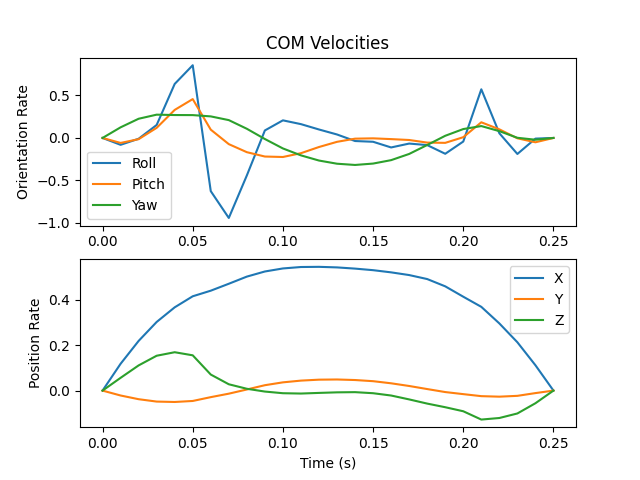 COM Velocities
Orientation Rate
0.5
0.0
−0.5
−1.0
Roll
Pitch
Yaw
0.00 0.05 0.10 0.15 0.20 0.25
Position Rate
0.4
0.2
0.0
X
Y
Z
0.00 0.05 0.10 0.15 0.20 0.25
Time (s)